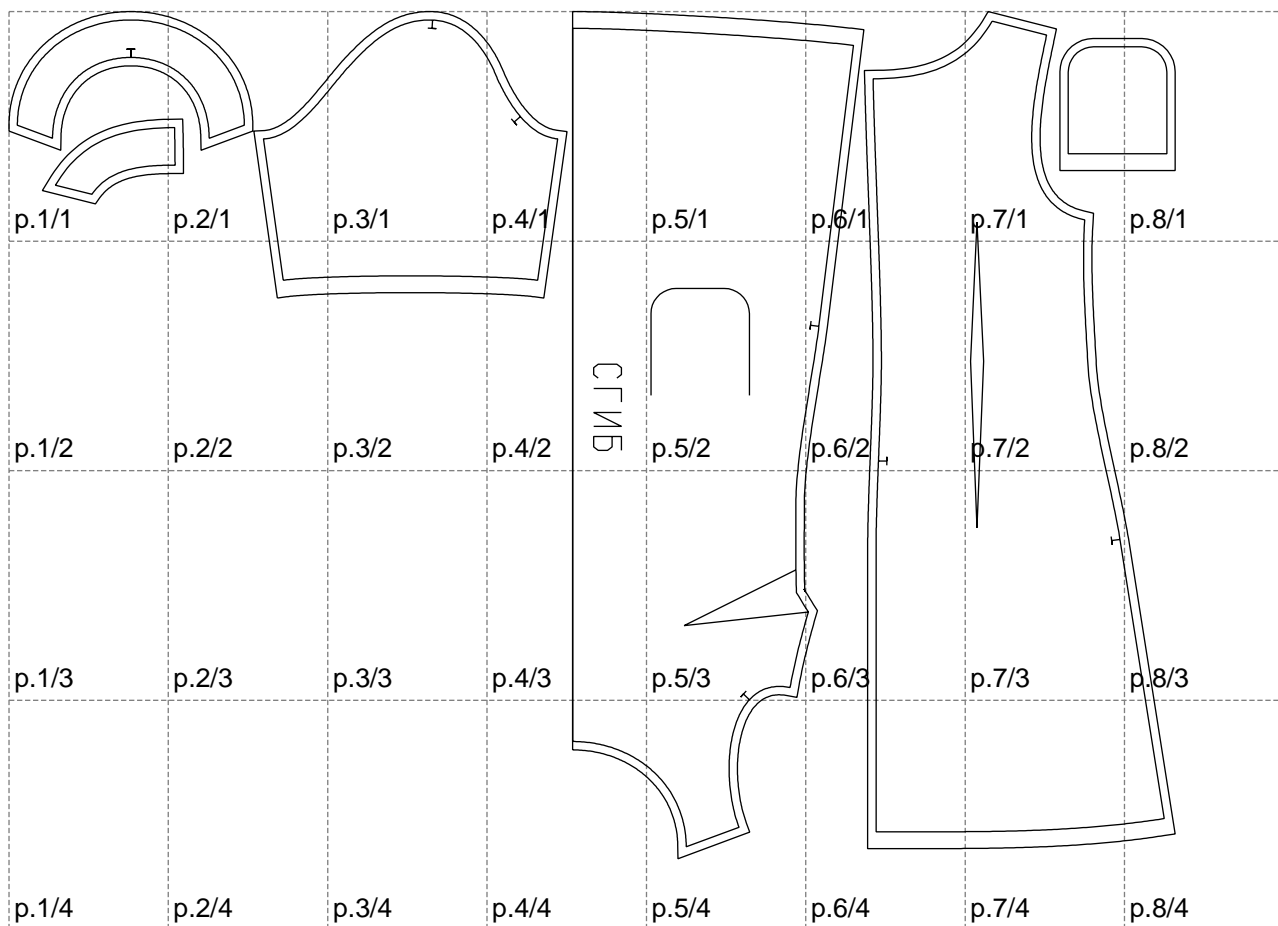 p.1/1 p.2/1 p.3/1 p.4/1 p.5/1 p.6/1 p.7/1 p.8/1
СГИБ
p.1/2 p.2/2 p.3/2 p.4/2 p.5/2 p.6/2 p.7/2 p.8/2
p.1/3 p.2/3 p.3/3 p.4/3 p.5/3 p.6/3 p.7/3 p.8/3
p.1/4 p.2/4 p.3/4 p.4/4 p.5/4 p.6/4 p.7/4 p.8/4